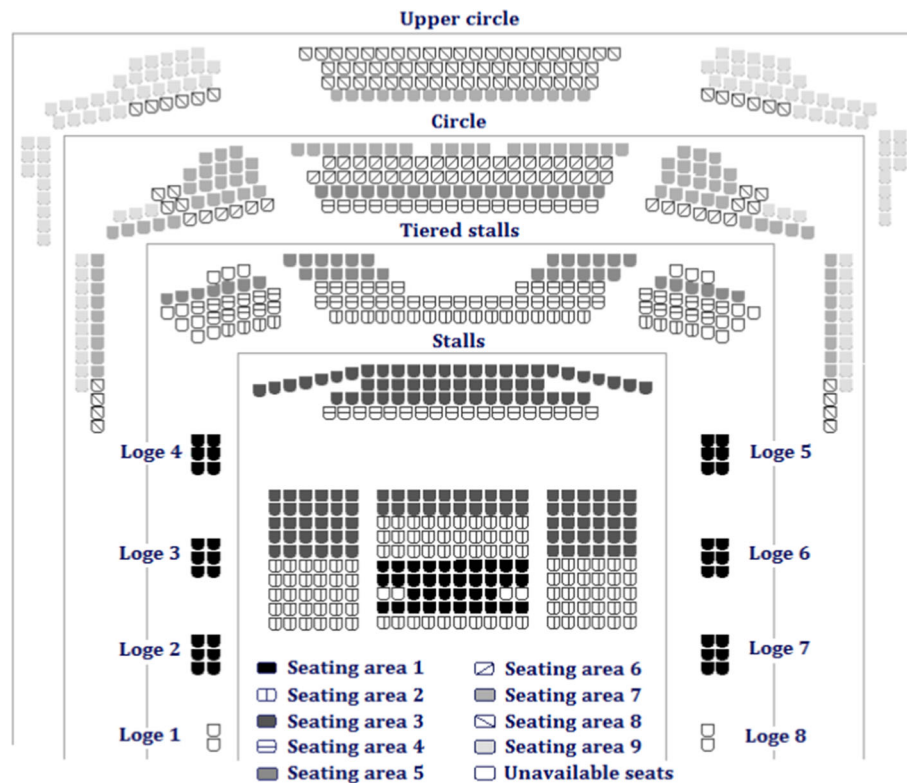 Upper circle
Circle
Tiered stalls
Stalls
Loge 4
Loge 5
Loge 3
Loge 6
Loge 2
Loge 7
Loge 1
Loge 8
Seating area 1
Seating area 2
Seating area 3
Seating area 4
Seating area 5
Seating area 6
Seating area 7
Seating area 8
Seating area 9
Unavailable seats